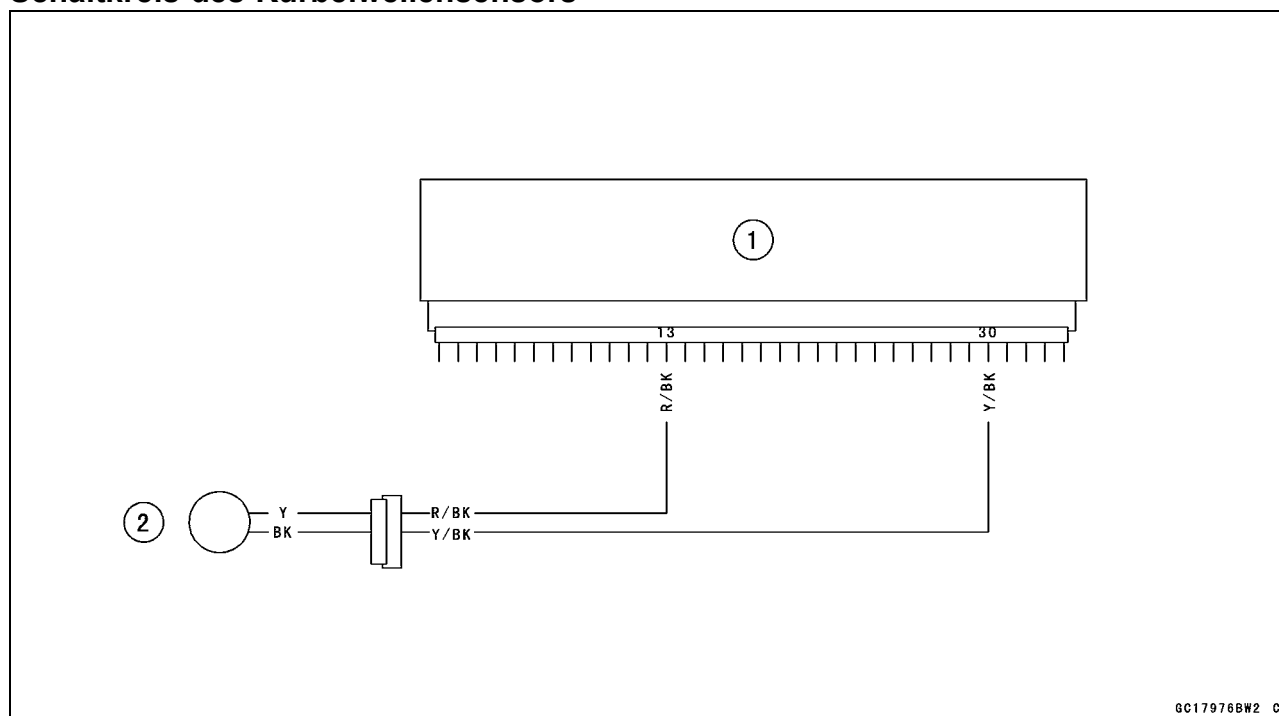 Schaltkreis des Kurbelwellensensors
1
13
30
R/BK
Y/BK
2
Y
R/BK
BK
Y/BK
GC17976BW2 C